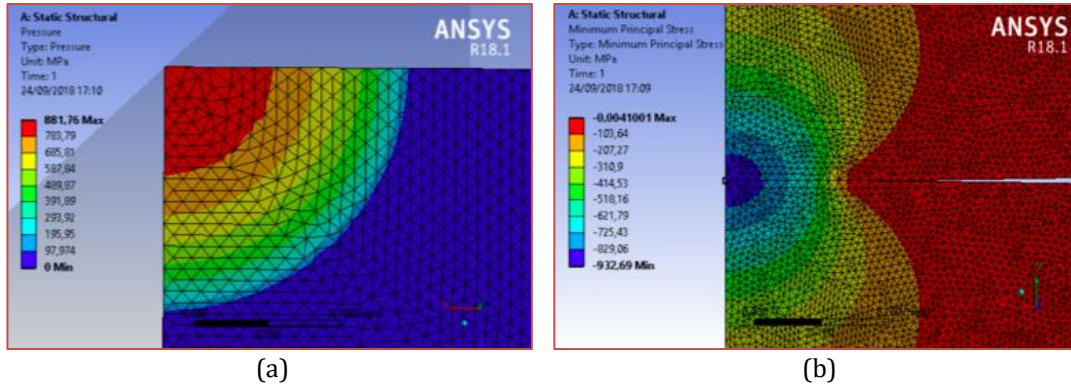 A: Static Structural
Pressure
Type: Pressure
Unit: MPa
Time: 1
24/09/2018 17:10
881,76 Max
783,79
685,81
587,84
489,87
391,89
293,92
195,95
97,974
0 Min
ANSYS
R18.1
A: Static Structural
Minimum Principal Stress
Type: Minimum Principal Stress
Unit: MPa
Time: 1
24/09/2018 17:09
-0,0041001 Max
-103,64
-207,27
-310,9
-414,53
-518,16
-621,79
-725,43
-829,06
-932,69 Min
ANSYS
R18.1
(a)
(b)